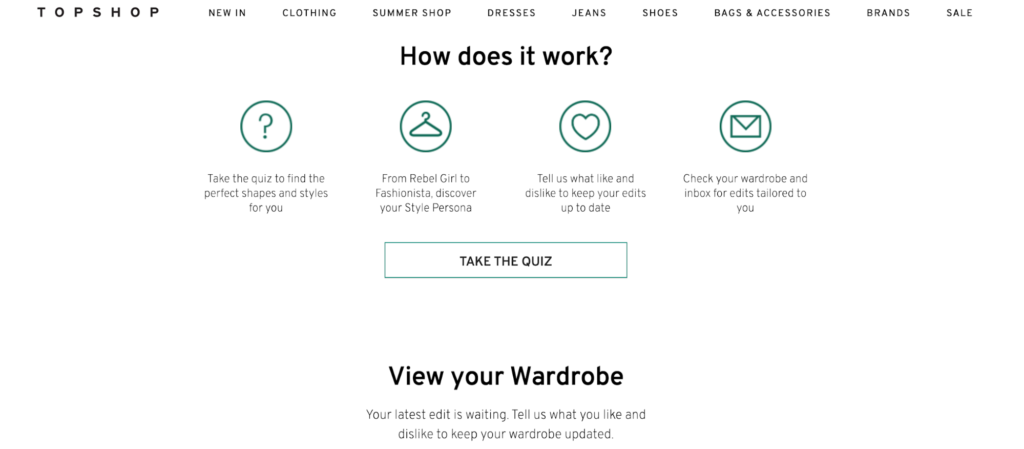 TOPSHOP NEW IN CLOTHING SUMMER SHOP DRESSES JEANS SHOES BAGS & ACCESSORIES BRANDS SALE
How does it work?
?
Take the quiz to find the
perfect shapes and styles
for you
From Rebel Girl to
Fashionista, discover
your Style Persona
Tell us what like and
dislike to keep your edits
up to date
Check your wardrobe and
inbox for edits tailored to
you
TAKE THE QUIZ
View your Wardrobe
Your latest edit is waiting. Tell us what you like and
dislike to keep your wardrobe updated.